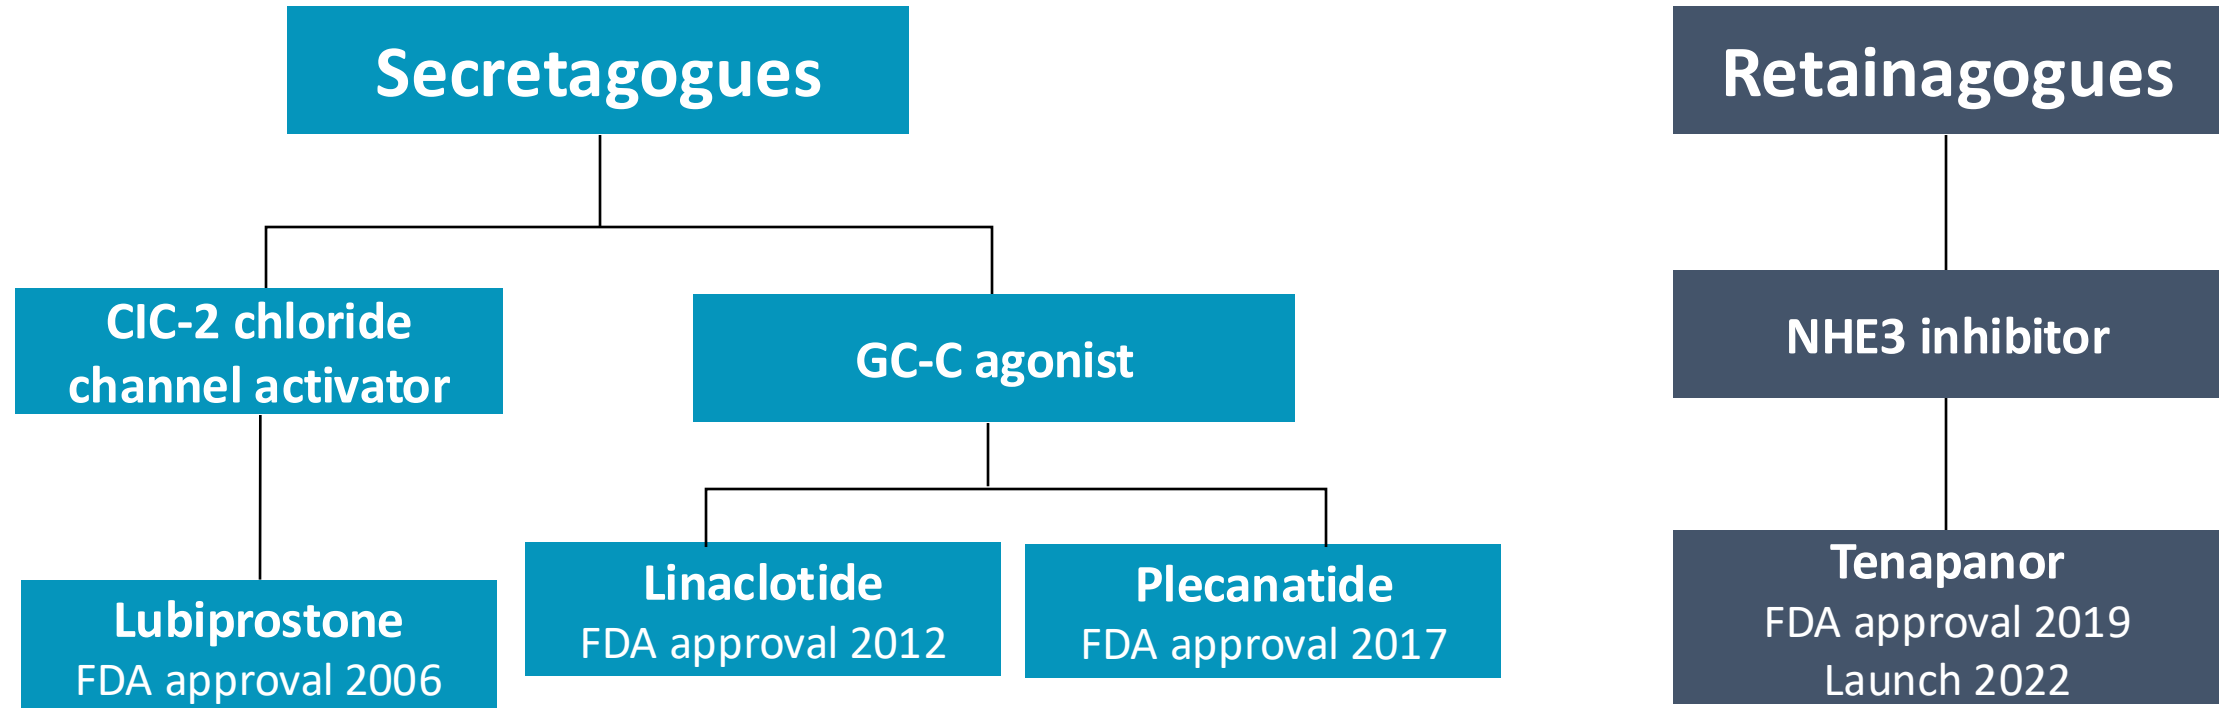 Secretagogues
Retainagogues
CIC-2 chloride
channel activator
GC-C agonist
NHE3 inhibitor
Lubiprostone
FDA approval 2006
Linaclotide
FDA approval 2012
Plecanatide
FDA approval 2017
Tenapanor
FDA approval 2019
Launch 2022